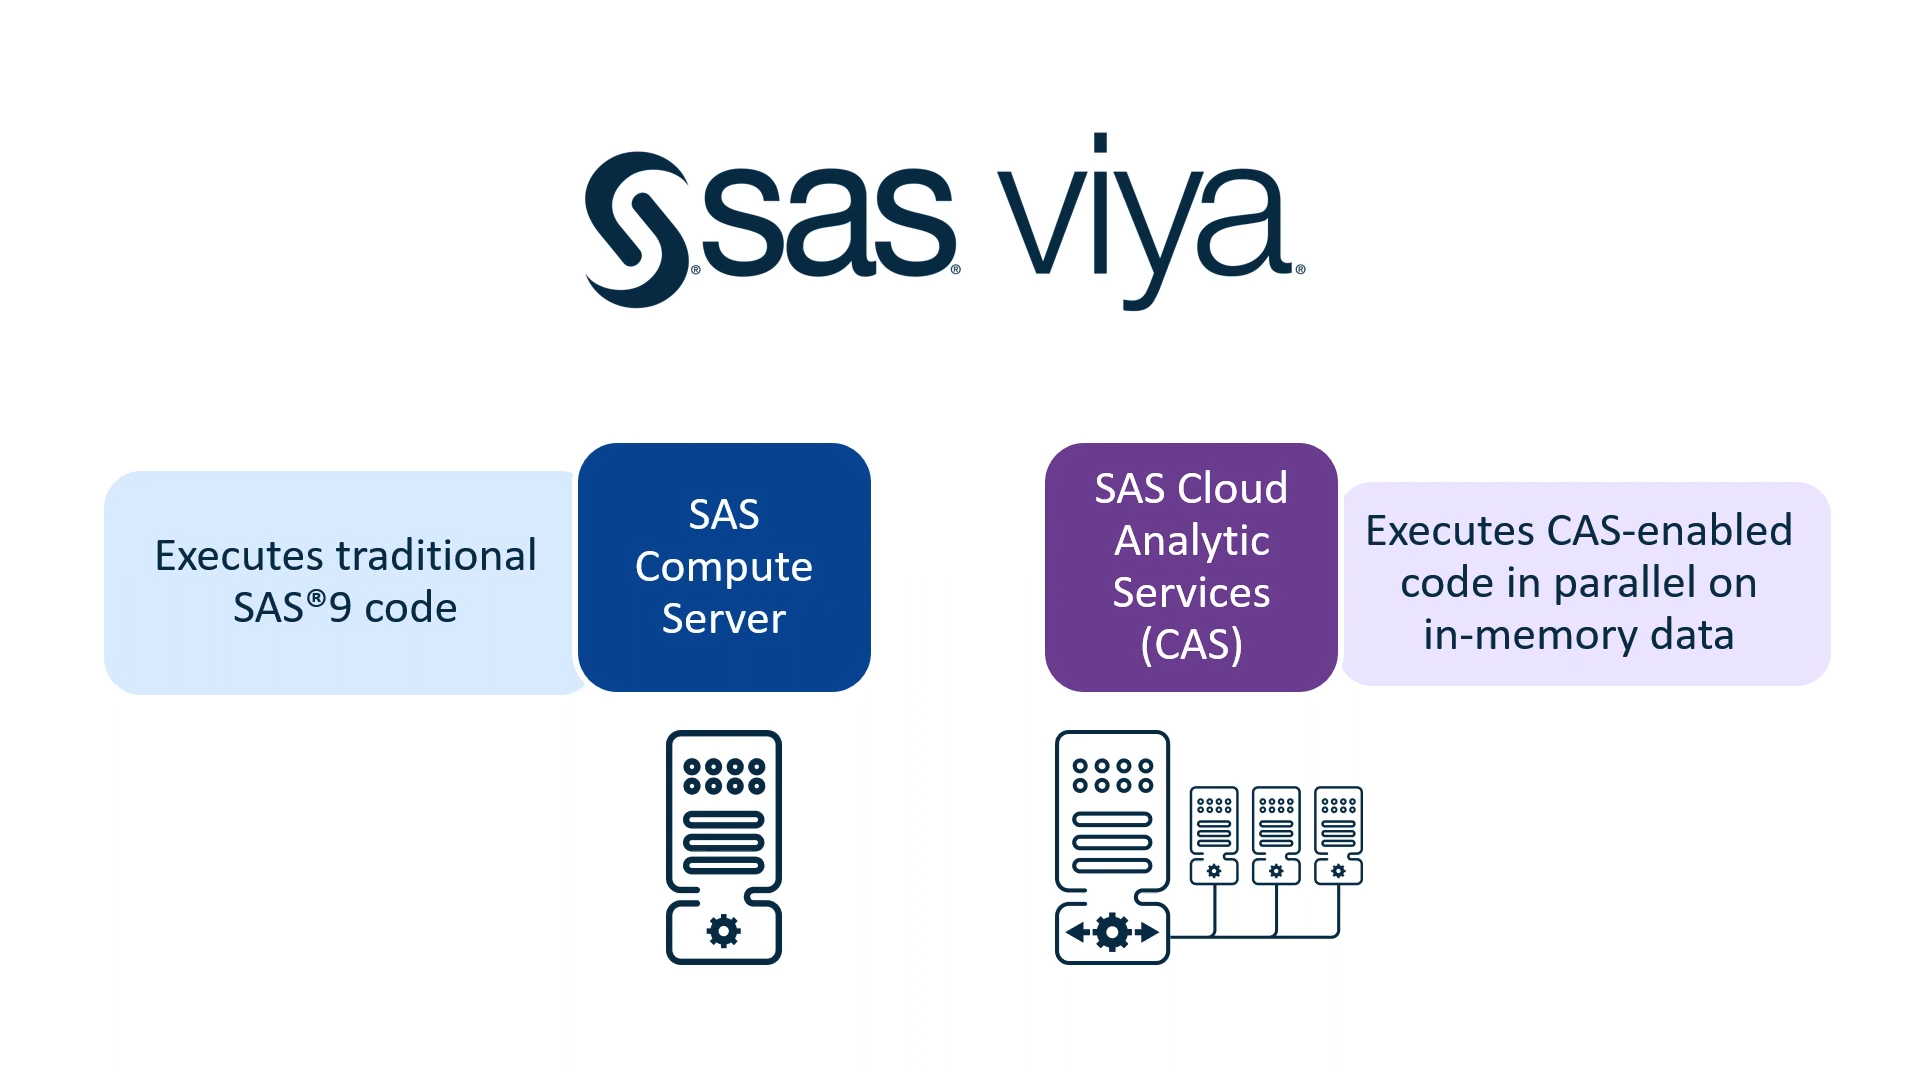 sas® viya®
Executes traditional
SAS®9 code
SAS
Compute
Server
SAS Cloud
Analytic
Services
(CAS)
Executes CAS-enabled
code in parallel on
in-memory data